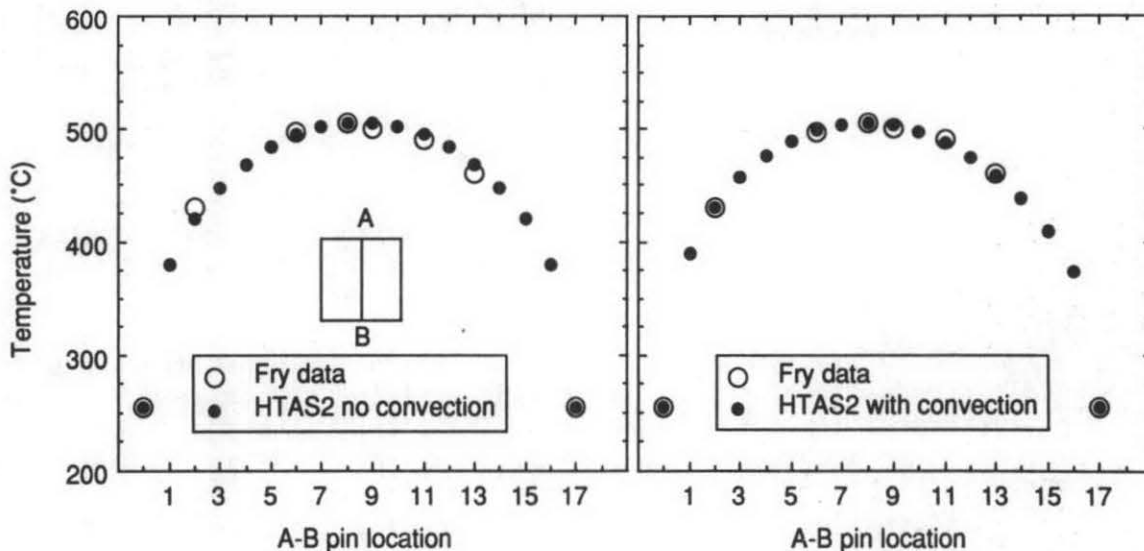 600
500
400
300
200
Temperature (°C)
A
B
Fry data
HTAS2 no convection
1 3 5 7 9 11 13 15 17
A-B pin location
Fry data
HTAS2 with convection
1 3 5 7 9 11 13 15 17
A-B pin location